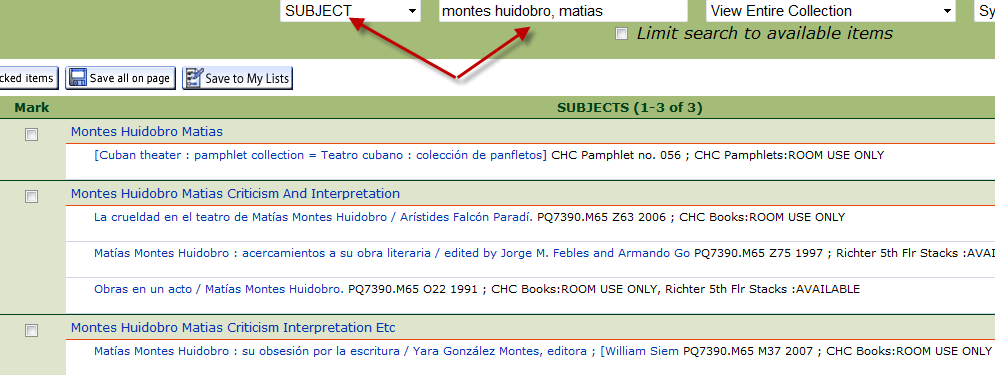 SUBJECT montes huidobro, matias View Entire Collection Sy
Limit search to available items
cked items Save all on page Save to My Lists
Mark SUBJECTS (1-3 of 3)
Montes Huidobro Matias
[Cuban theater : pamphlet collection = Teatro cubano : colección de panfletos] CHC Pamphlet no. 056 ; CHC Pamphlets:ROOM USE ONLY
Montes Huidobro Matias Criticism And Interpretation
La crueldad en el teatro de Matías Montes Huidobro / Arístides Falcón Paradí. PQ7390.M65 Z63 2006 ; CHC Books:ROOM USE ONLY
Matías Montes Huidobro : acercamientos a su obra literaria / edited by Jorge M. Febles and Armando Go PQ7390.M65 Z75 1997 ; Richter 5th Flr Stacks :AVAI
Obras en un acto / Matías Montes Huidobro. PQ7390.M65 O22 1991 ; CHC Books:ROOM USE ONLY, Richter 5th Flr Stacks :AVAILABLE
Montes Huidobro Matias Criticism Interpretation Etc
Matías Montes Huidobro : su obsesión por la escritura / Yara González Montes, editora ; [William Siem PQ7390.M65 M37 2007 ; CHC Books:ROOM USE ONLY